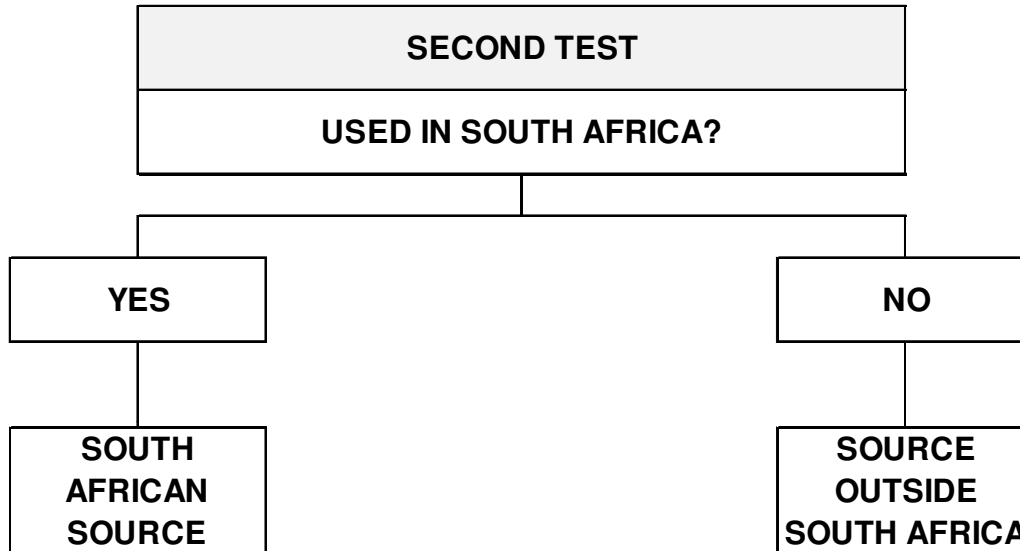 SECOND TEST
USED IN SOUTH AFRICA?
YES
NO
SOUTH
AFRICAN
SOURCE
SOURCE
OUTSIDE
SOUTH AFRICA